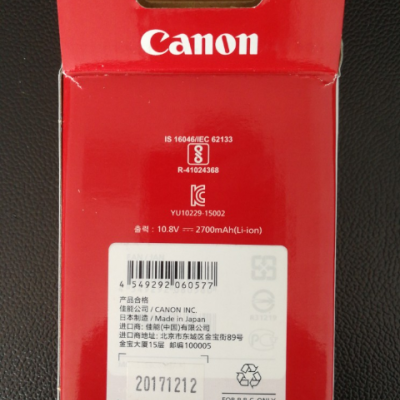 Canon
IS 16046/IEC 62133
R-41024368
YU10229-15002
출력 : 10.8V ⎓ 2700mAh(Li-ion)
4 549292 060577
产品合格
佳能公司 / CANON INC.
日本制造 / Made in Japan
进口商: 佳能(中国)有限公司
进口商地址: 北京市东城区金宝街89号
金宝大厦15层 邮编100005
20171212